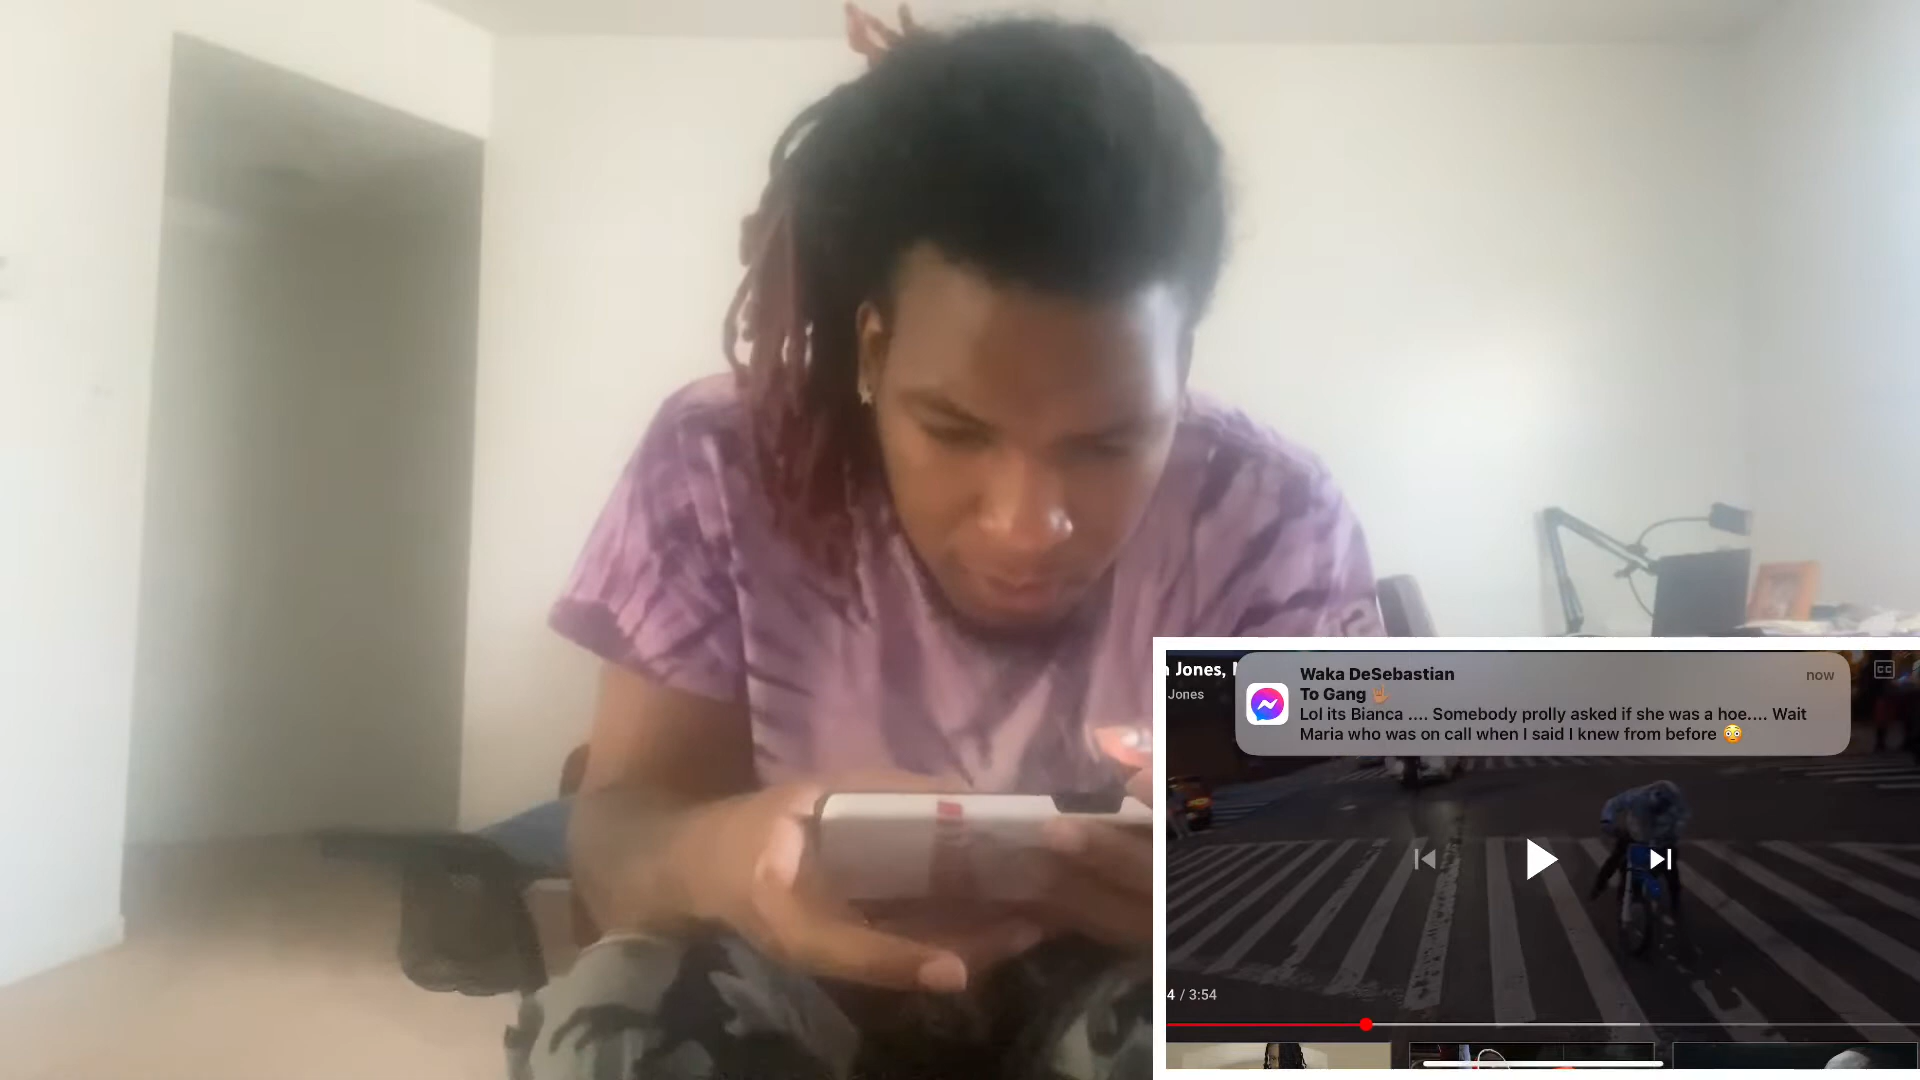 Jones,
Jones
Waka DeSebastian
now
To Gang 🤟🏽
Lol its Bianca .... Somebody prolly asked if she was a hoe.... Wait
Maria who was on call when I said I knew from before 😳
CC
4 / 3:54